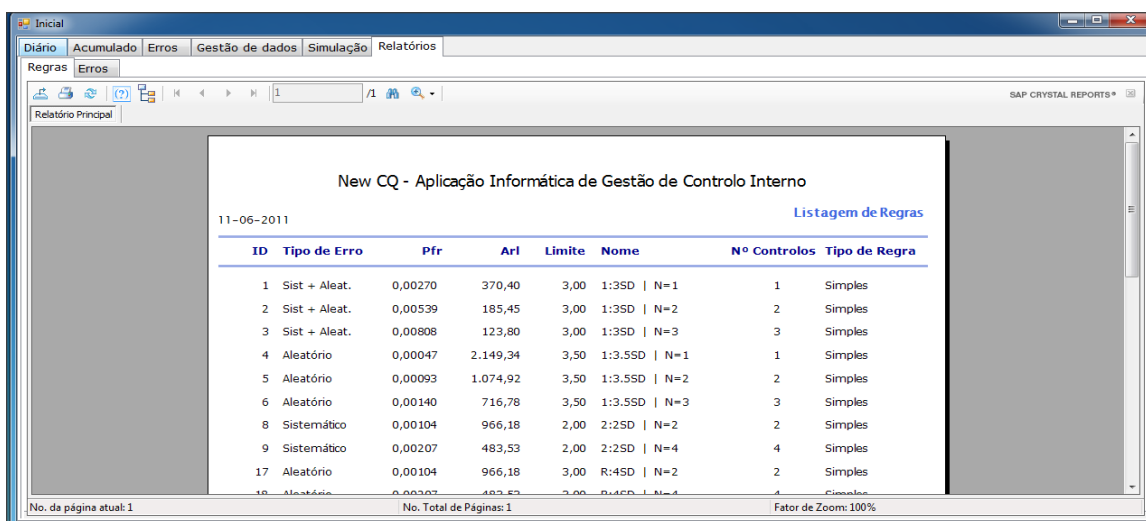 Inicial
Diário Acumulado Erros Gestão de dados Simulação Relatórios
Regras Erros
1 /1 SAP CRYSTAL REPORTS®
Relatório Principal
New CQ - Aplicação Informática de Gestão de Controlo Interno
Listagem de Regras
11-06-2011
ID Tipo de Erro Pfr Arl Limite Nome Nº Controlos Tipo de Regra
1 Sist + Aleat. 0,00270 370,40 3,00 1:3SD | N=1 1 Simples
2 Sist + Aleat. 0,00539 185,45 3,00 1:3SD | N=2 2 Simples
3 Sist + Aleat. 0,00808 123,80 3,00 1:3SD | N=3 3 Simples
4 Aleatório 0,00047 2.149,34 3,50 1:3.5SD | N=1 1 Simples
5 Aleatório 0,00093 1.074,92 3,50 1:3.5SD | N=2 2 Simples
6 Aleatório 0,00140 716,78 3,50 1:3.5SD | N=3 3 Simples
8 Sistemático 0,00104 966,18 2,00 2:2SD | N=2 2 Simples
9 Sistemático 0,00207 483,53 2,00 2:2SD | N=4 4 Simples
17 Aleatório 0,00104 966,18 3,00 R:4SD | N=2 2 Simples
No. da página atual: 1 No. Total de Páginas: 1 Fator de Zoom: 100%